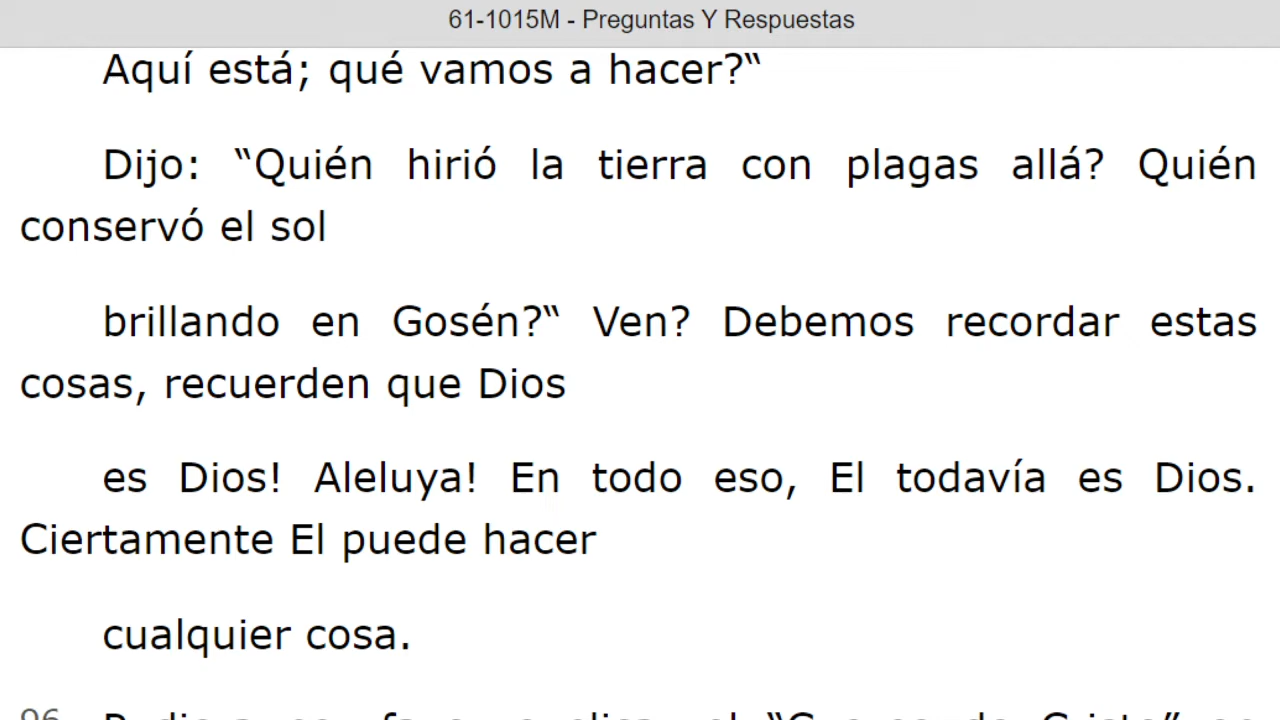 61-1015M - Preguntas Y Respuestas
Aquí está; qué vamos a hacer?“
Dijo: “Quién hirió la tierra con plagas allá? Quién
conservó el sol
brillando en Gosén?“ Ven? Debemos recordar estas
cosas, recuerden que Dios
es Dios! Aleluya! En todo eso, El todavía es Dios.
Ciertamente El puede hacer
cualquier cosa.